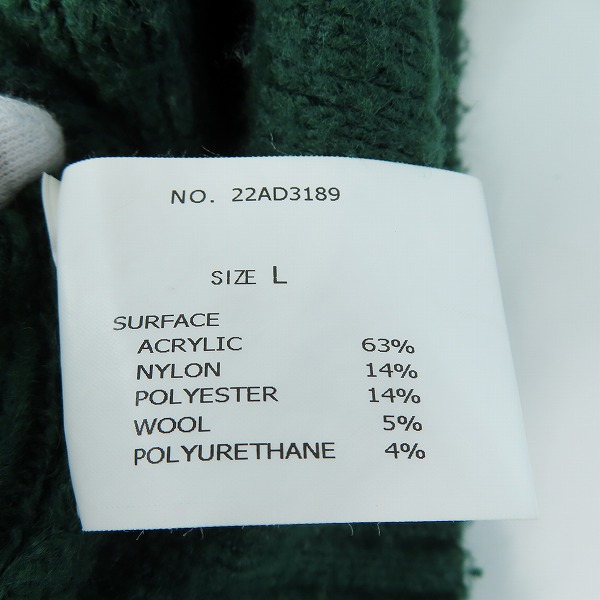 NO. 22AD3189
SIZE L
SURFACE
ACRYLIC 63%
NYLON 14%
POLYESTER 14%
WOOL 5%
POLYURETHANE 4%